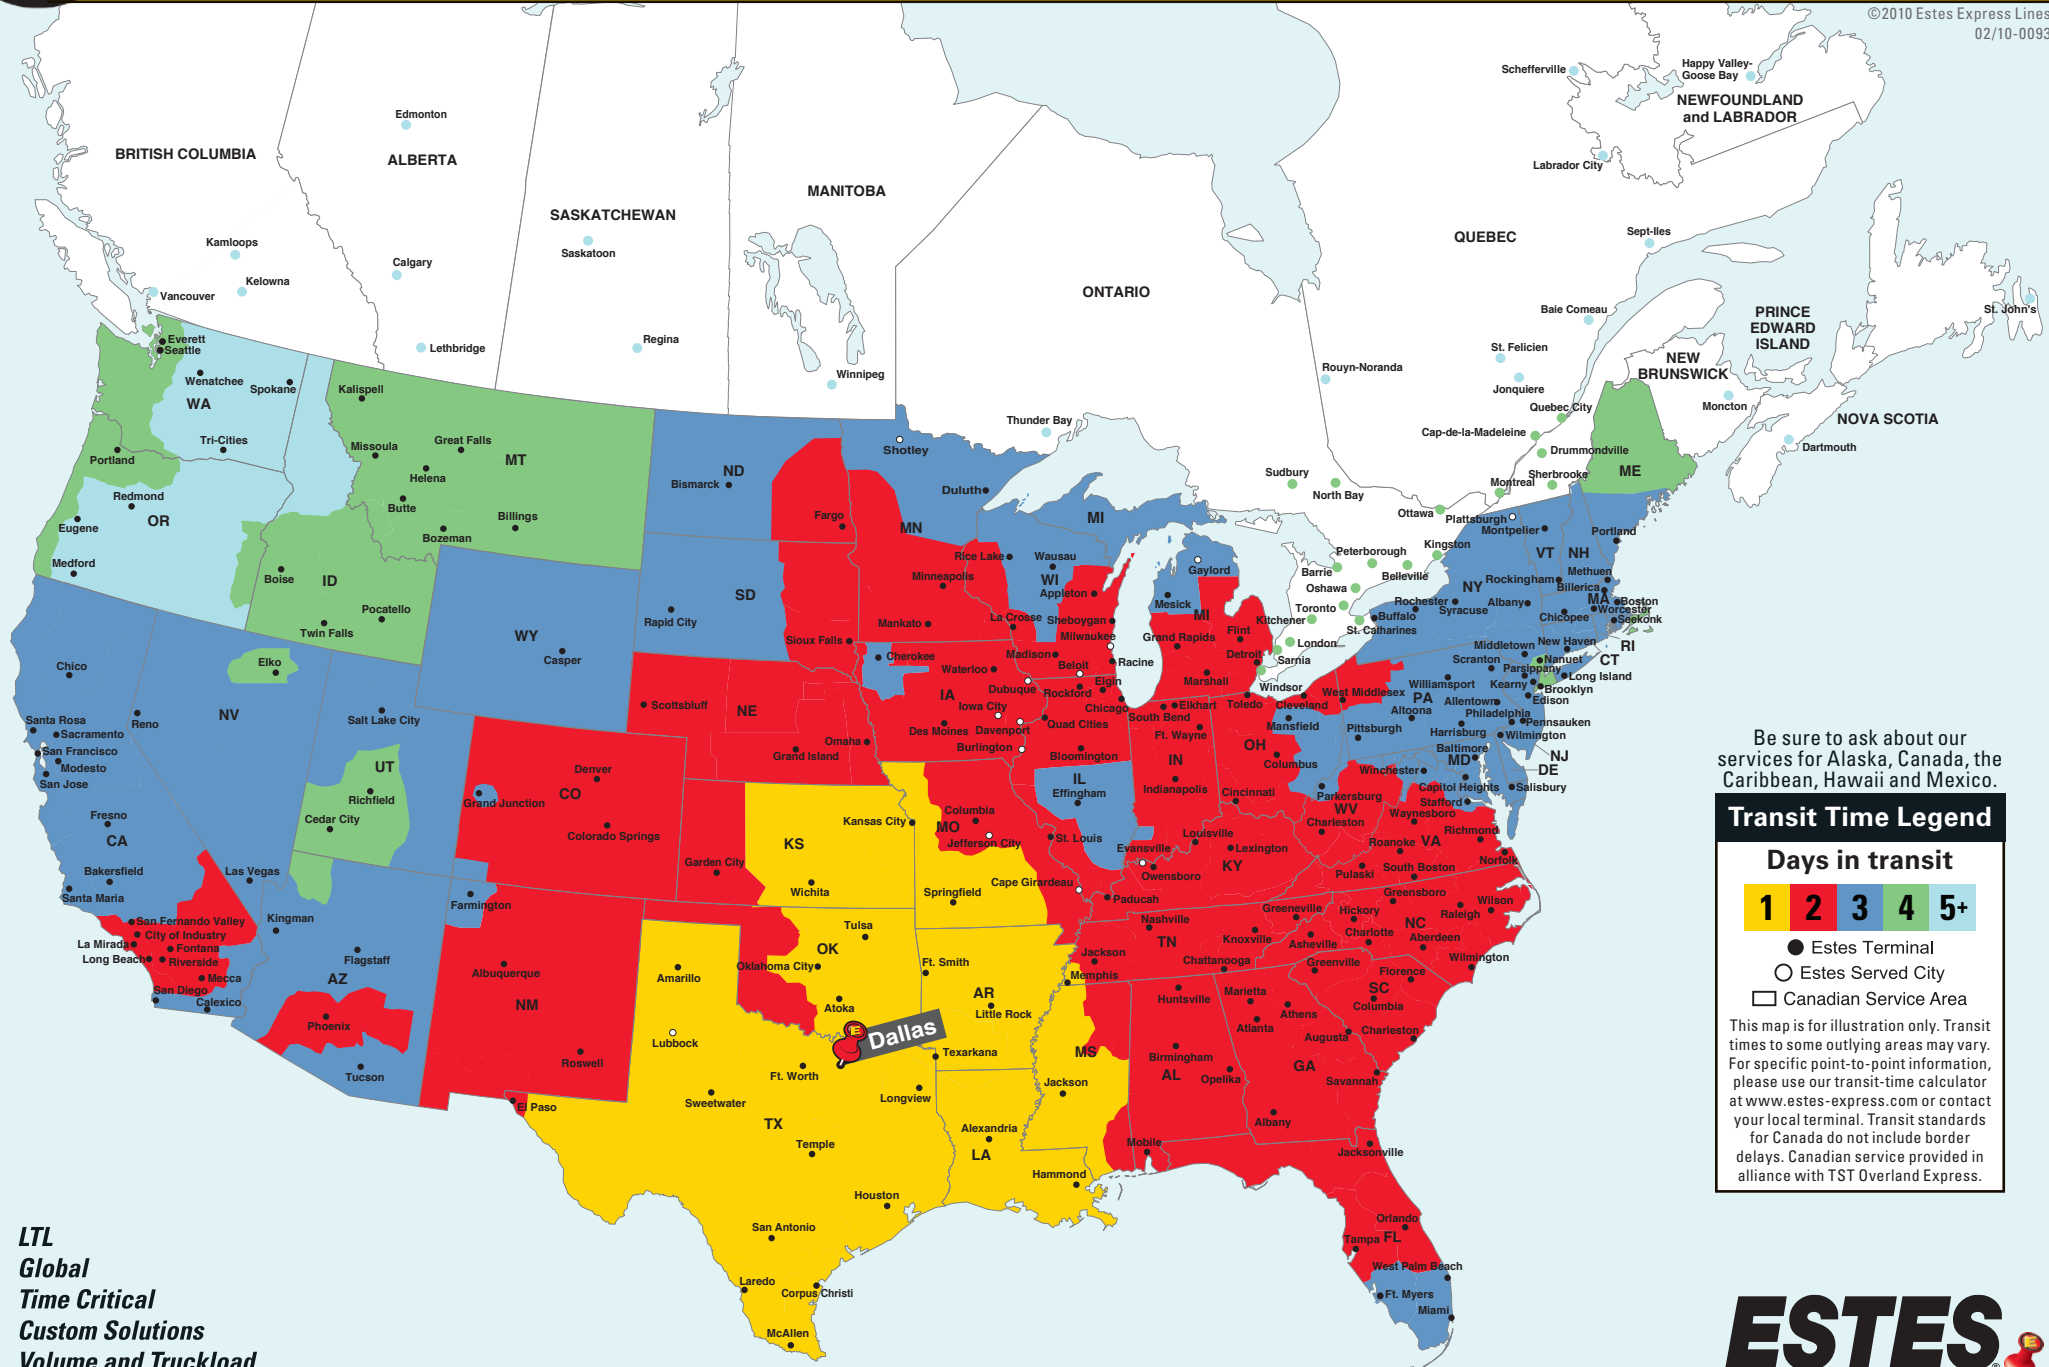 ©2010 Estes Express Lines
02/10-0093
Schefferville
Happy Valley-
Goose Bay
NEWFOUNDLAND
and LABRADOR
Labrador City
Edmonton
BRITISH COLUMBIA
ALBERTA
MANITOBA
SASKATCHEWAN
Saskatoon
QUEBEC
Sept-Iles
Kamloops
Calgary
Kelowna
Vancouver
ONTARIO
Baie Comeau
PRINCE
EDWARD
ISLAND
St. John's
Lethbridge
Regina
Winnipeg
Rouyn-Noranda
St. Felicien
Jonquiere
NEW
BRUNSWICK
Moncton
NOVA SCOTIA
Dartmouth
Thunder Bay
Quebec City
Cap-de-la-Madeleine
Drummondville
Sherbrooke
Montreal
Sudbury
North Bay
Ottawa
Kingston
Peterborough
Belleville
Barrie
Oshawa
Toronto
Kitchener
St. Catharines
London
Sarnia
Windsor
Everett
Seattle
Wenatchee
Spokane
WA
Tri-Cities
Portland
Redmond
OR
Eugene
Medford
Kalispell
Missoula
Great Falls
MT
Helena
Butte
Billings
Bozeman
Boise
ID
Pocatello
Twin Falls
ND
Bismarck
Fargo
Shotley
Duluth
MN
MI
Rice Lake
Wausau
WI
Minneapolis
Appleton
Gaylord
Mesick
MI
SD
Rapid City
Sioux Falls
Mankato
La Crosse
Sheboygan
Milwaukee
Grand Rapids
Flint
Detroit
WY
Casper
Cherokee
Waterloo
Madison
Beloit
Racine
Marshall
Dubuque
Rockford
Elgin
Chicago
Elkhart
South Bend
Toledo
Cleveland
West Middlesex
IA
Iowa City
Davenport
Quad Cities
Des Moines
Burlington
Bloomington
Ft. Wayne
Mansfield
Scottsbluff
NE
Omaha
Grand Island
IN
OH
Columbus
Indianapolis
Cincinnati
IL
Effingham
Elko
Chico
NV
Reno
Salt Lake City
Santa Rosa
Sacramento
San Francisco
Modesto
San Jose
UT
Richfield
Cedar City
Fresno
CA
Bakersfield
Santa Maria
Las Vegas
Denver
CO
Grand Junction
Colorado Springs
Garden City
KS
Wichita
Kansas City
Columbia
MO
Jefferson City
St. Louis
Springfield
Cape Girardeau
Evansville
Louisville
Lexington
KY
Owensboro
Paducah
Parkersburg
WV
Charleston
Plattsburgh
Montpelier
Portland
ME
VT
NH
Methuen
Rockingham
Billerica
MA
Boston
Worcester
Seekonk
Chicopee
NY
Rochester
Syracuse
Albany
Buffalo
Middletown
New Haven
RI
CT
Scranton
Nanuet
Parsippany
Long Island
Kearny
Brooklyn
Edison
Williamsport
PA
Altoona
Allentown
Philadelphia
Pennsauken
Pittsburgh
Harrisburg
Wilmington
Baltimore
NJ
DE
MD
Winchester
Capitol Heights
Salisbury
Stafford
Waynesboro
Richmond
Roanoke
VA
Norfolk
Pulaski
South Boston
San Fernando Valley
City of Industry
La Mirada
Fontana
Long Beach
Riverside
Mecca
San Diego
Calexico
Kingman
Flagstaff
AZ
Phoenix
Tucson
Farmington
Albuquerque
NM
Roswell
El Paso
Amarillo
Lubbock
Tulsa
OK
Oklahoma City
Atoka
Ft. Smith
AR
Little Rock
Texarkana
E
Dallas
Ft. Worth
Sweetwater
Longview
TX
Temple
Houston
San Antonio
Laredo
Corpus Christi
McAllen
Alexandria
LA
Hammond
MS
Jackson
Nashville
TN
Jackson
Memphis
Knoxville
Chattanooga
Greeneville
Asheville
Hickory
Greensboro
NC
Raleigh
Wilson
Charlotte
Aberdeen
Wilmington
Greenville
Florence
SC
Columbia
Charleston
Huntsville
Marietta
Athens
Atlanta
Augusta
Birmingham
AL
Opelika
GA
Savannah
Albany
Mobile
Jacksonville
Orlando
Tampa
FL
West Palm Beach
Ft. Myers
Miami
Be sure to ask about our
services for Alaska, Canada, the
Caribbean, Hawaii and Mexico.
Transit Time Legend
Days in transit
1 2 3 4 5+
Estes Terminal
Estes Served City
Canadian Service Area
This map is for illustration only. Transit
times to some outlying areas may vary.
For specific point-to-point information,
please use our transit-time calculator
at www.estes-express.com or contact
your local terminal. Transit standards
for Canada do not include border
delays. Canadian service provided in
alliance with TST Overland Express.
LTL
Global
Time Critical
Custom Solutions
Volume and Truckload
ESTES
E